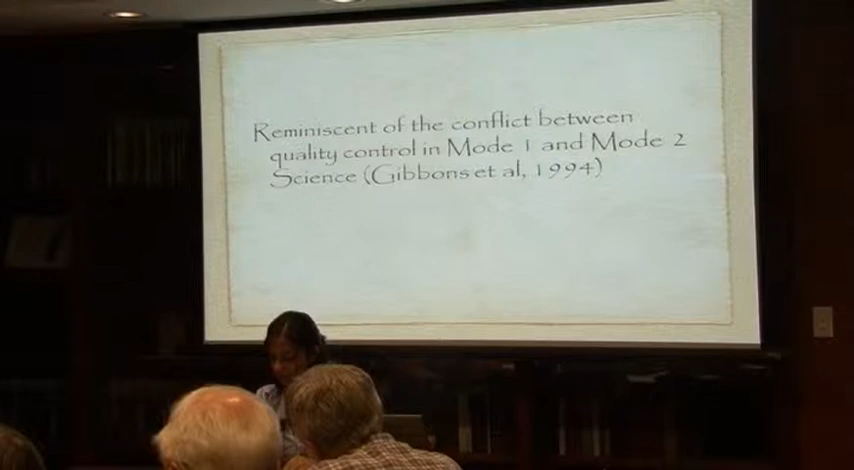 Reminiscent of the conflict between
quality control in Mode 1 and Mode 2
Science (Gibbons et al, 1994)